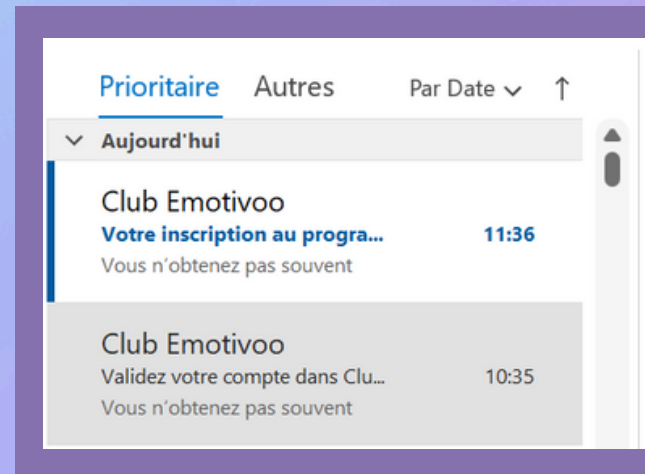 Prioritaire Autres Par Date ↑
Aujourd'hui
Club Emotivoo
Votre inscription au progra... 11:36
Vous n'obtenez pas souvent
Club Emotivoo
Validez votre compte dans Clu... 10:35
Vous n'obtenez pas souvent